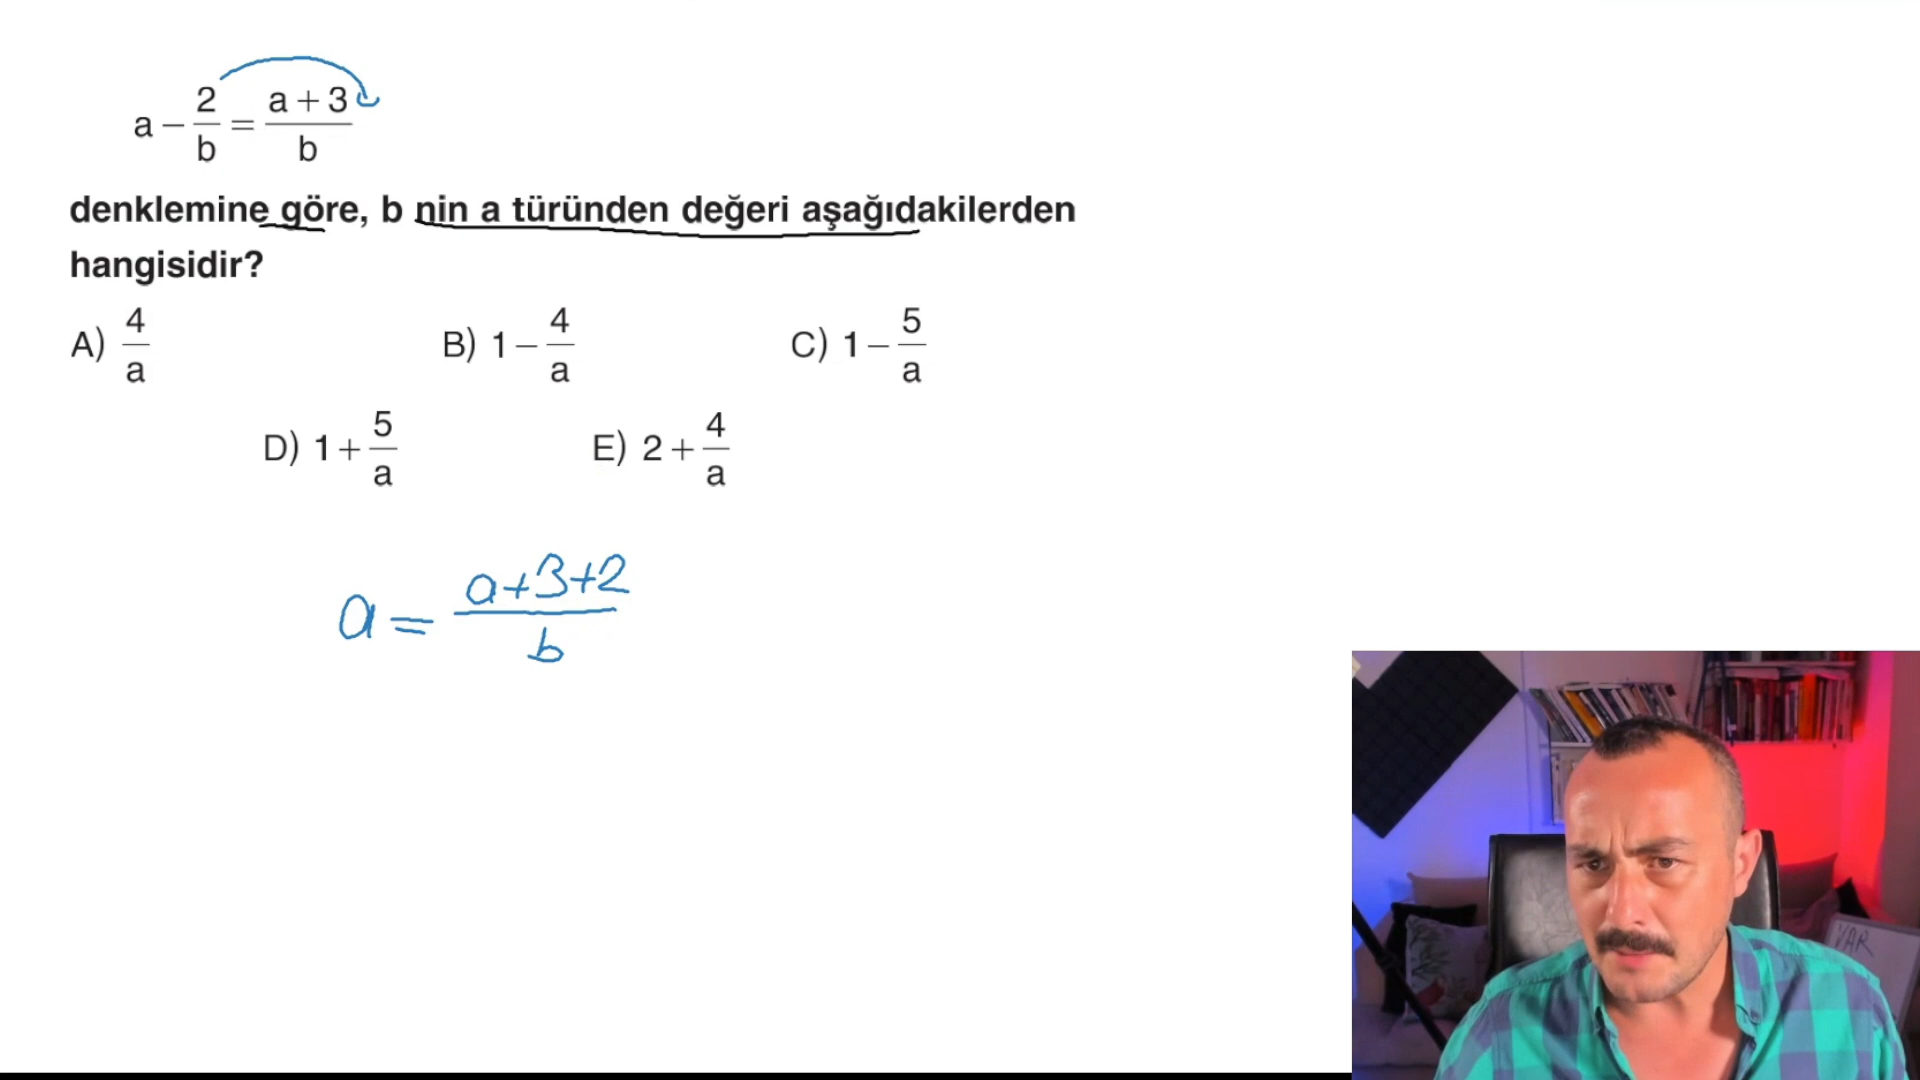 a − 2/b = a + 3/b
denklemine göre, b nin a türünden değeri aşağıdakilerden
hangisidir?
A) 4/a B) 1 − 4/a C) 1 − 5/a
D) 1 + 5/a E) 2 + 4/a
a = a+3+2/b
VAR